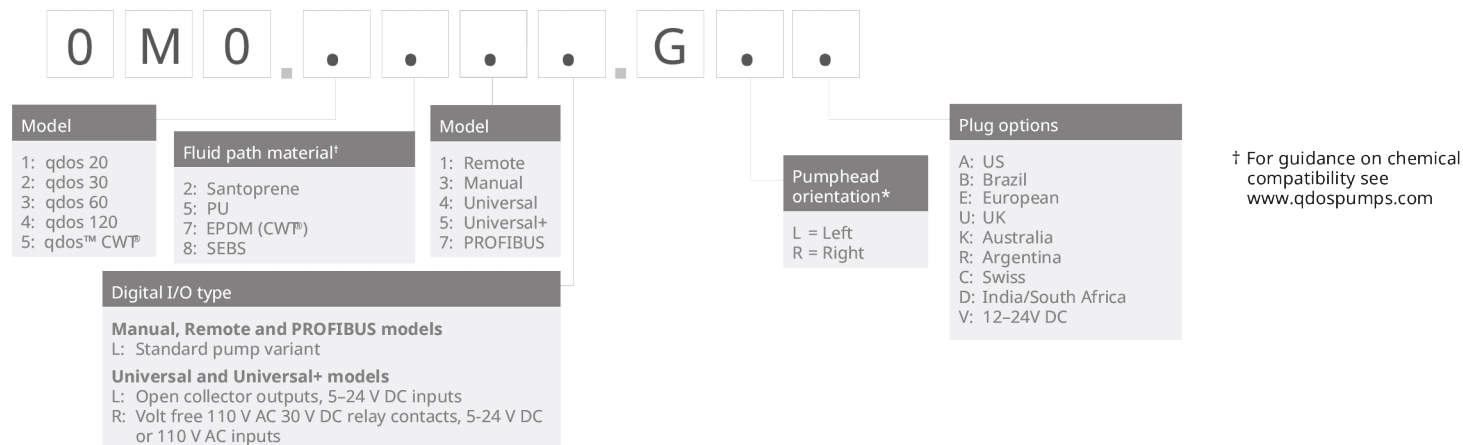 0 M 0 . . . . . . G . .
Model
1: qdos 20
2: qdos 30
3: qdos 60
4: qdos 120
5: qdos™ CWT®
Fluid path material†
2: Santoprene
5: PU
7: EPDM (CWT®)
8: SEBS
Model
1: Remote
3: Manual
4: Universal
5: Universal+
7: PROFIBUS
Digital I/O type
Manual, Remote and PROFIBUS models
L: Standard pump variant
Universal and Universal+ models
L: Open collector outputs, 5–24 V DC inputs
R: Volt free 110 V AC 30 V DC relay contacts, 5-24 V DC
or 110 V AC inputs
Pumphead
orientation*
L = Left
R = Right
Plug options
A: US
B: Brazil
E: European
U: UK
K: Australia
R: Argentina
C: Swiss
D: India/South Africa
V: 12–24V DC
† For guidance on chemical
compatibility see
www.qdospumps.com